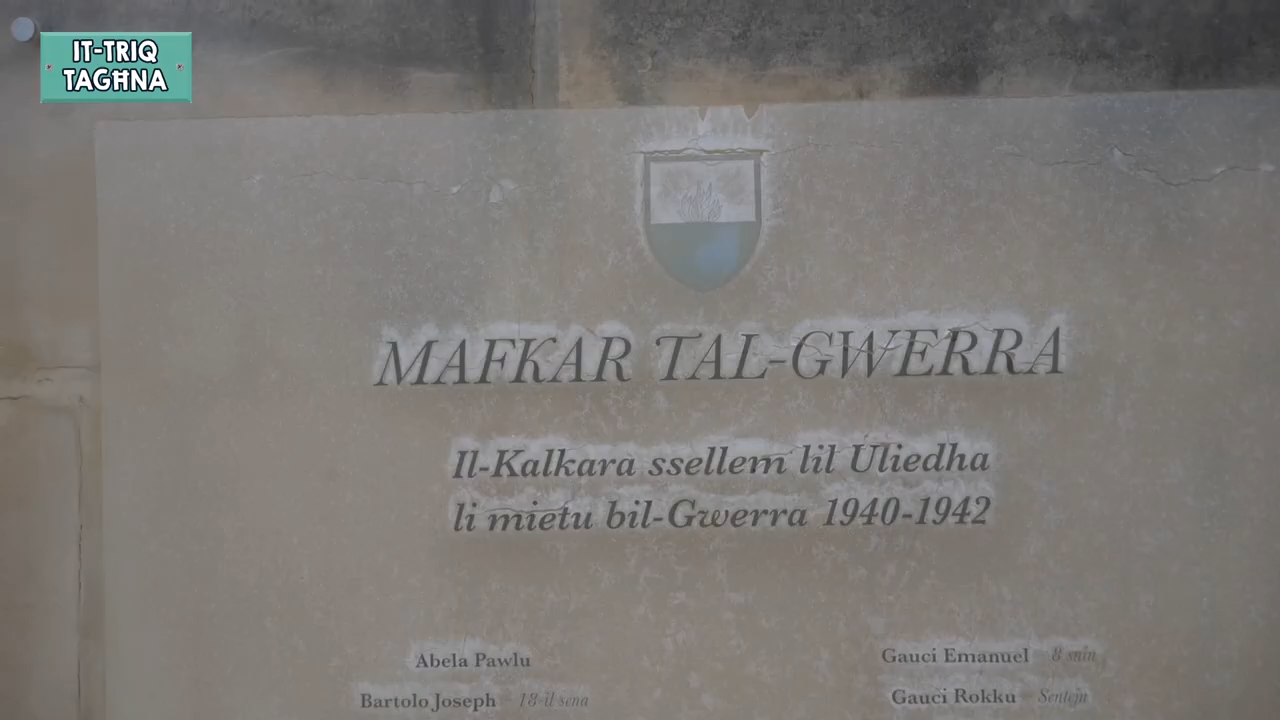 IT-TRIQ
TAGĦNA
MAFKAR TAL-GWERRA
Il-Kalkara ssellem lil Uliedha
li mietu bil-Gwerra 1940-1942
Abela Pawlu
Bartolo Joseph - 18-il sena
Gauci Emanuel - 8 snin
Gauci Rokku - Sentejn